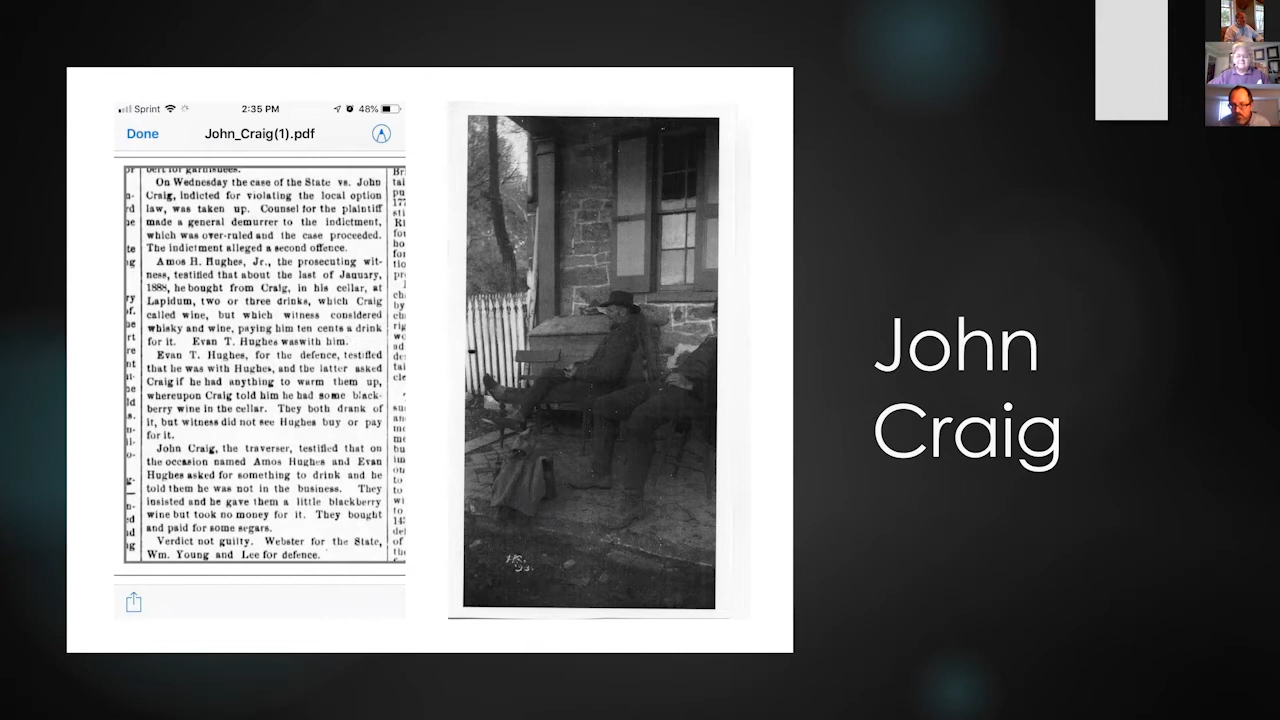 Sprint 2:35 PM 48%
Done John_Craig(1).pdf
bert for garnishees.
On Wednesday the case of the State vs. John
Craig, indicted for violating the local option
law, was taken up. Counsel for the plaintiff
made a general demurrer to the indictment,
which was over-ruled and the case proceeded.
The indictment alleged a second offence.
Amos H. Hughes, Jr., the prosecuting wit-
ness, testified that about the last of January,
1888, he bought from Craig, in his cellar, at
Lapidum, two or three drinks, which Craig
called wine, but which witness considered
whisky and wine, paying him ten cents a drink
for it. Evan T. Hughes was with him.
Evan T. Hughes, for the defence, testified
that he was with Hughes, and the latter asked
Craig if he had anything to warm them up,
whereupon Craig told him he had some black-
berry wine in the cellar. They both drank of
it, but witness did not see Hughes buy or pay
for it.
John Craig, the traverser, testified that on
the occasion named Amos Hughes and Evan
Hughes asked for something to drink and he
told them he was not in the business. They
insisted and he gave them a little blackberry
wine but took no money for it. They bought
and paid for some segars.
Verdict not guilty. Webster for the State,
Wm. Young and Lee for defence.
John
Craig